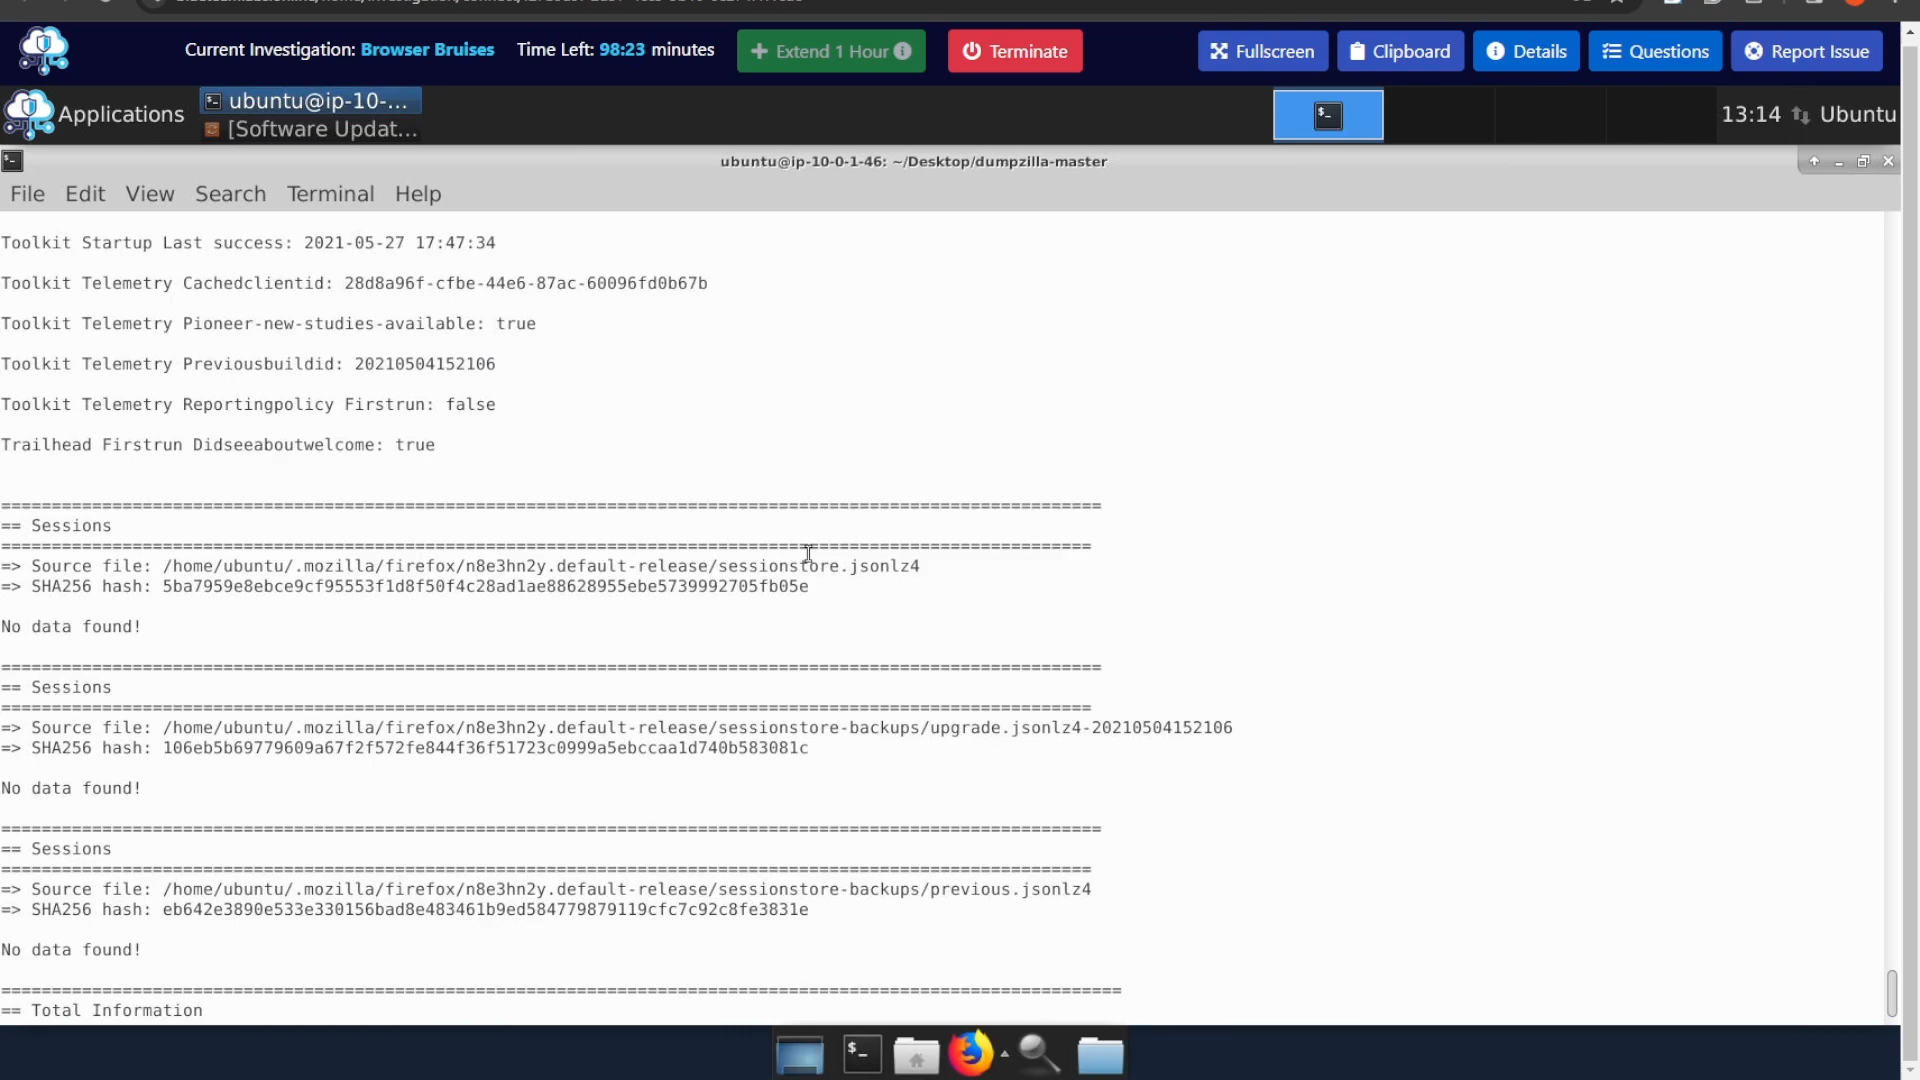 Current Investigation: Browser Bruises Time Left: 98:23 minutes Extend 1 Hour Terminate Fullscreen Clipboard Details Questions Report Issue
Applications ubuntu@ip-10-... 13:14 Ubuntu
[Software Updat...
ubuntu@ip-10-0-1-46: ~/Desktop/dumpzilla-master
File Edit View Search Terminal Help
Toolkit Startup Last success: 2021-05-27 17:47:34
Toolkit Telemetry Cachedclientid: 28d8a96f-cfbe-44e6-87ac-60096fd0b67b
Toolkit Telemetry Pioneer-new-studies-available: true
Toolkit Telemetry Previousbuildid: 20210504152106
Toolkit Telemetry Reportingpolicy Firstrun: false
Trailhead Firstrun Didseeaboutwelcome: true
=============================================================================================================
== Sessions
============================================================================================================
=> Source file: /home/ubuntu/.mozilla/firefox/n8e3hn2y.default-release/sessionstore.jsonlz4
=> SHA256 hash: 5ba7959e8ebce9cf95553f1d8f50f4c28ad1ae88628955ebe5739992705fb05e
No data found!
=============================================================================================================
== Sessions
============================================================================================================
=> Source file: /home/ubuntu/.mozilla/firefox/n8e3hn2y.default-release/sessionstore-backups/upgrade.jsonlz4-20210504152106
=> SHA256 hash: 106eb5b69779609a67f2f572fe844f36f51723c0999a5ebccaa1d740b583081c
No data found!
=============================================================================================================
== Sessions
============================================================================================================
=> Source file: /home/ubuntu/.mozilla/firefox/n8e3hn2y.default-release/sessionstore-backups/previous.jsonlz4
=> SHA256 hash: eb642e3890e533e330156bad8e483461b9ed584779879119cfc7c92c8fe3831e
No data found!
===============================================================================================================
== Total Information